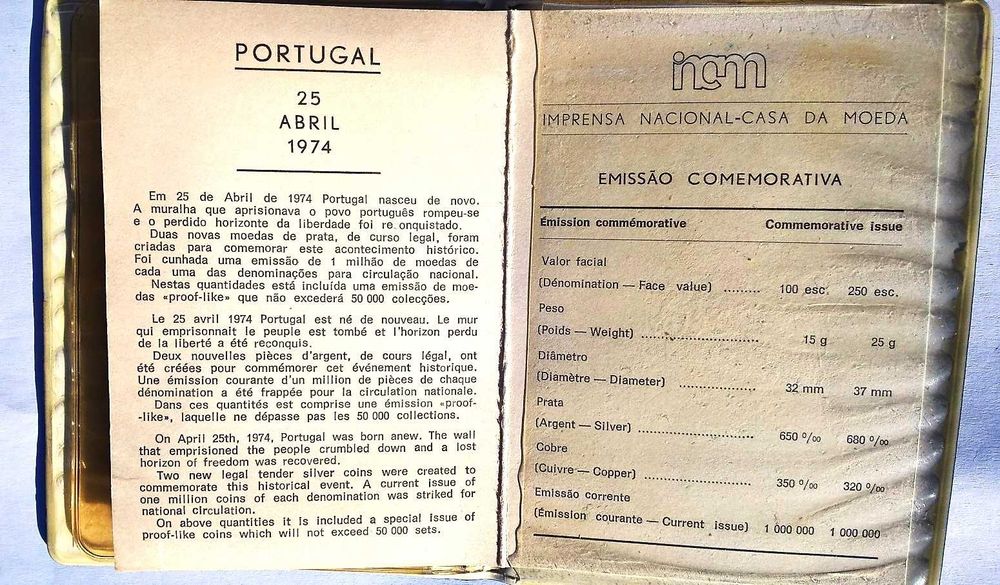 PORTUGAL
25
ABRIL
1974
Em 25 de Abril de 1974 Portugal nasceu de novo.
A muralha que aprisionava o povo português rompeu-se
e o perdido horizonte da liberdade foi re onquistado.
Duas novas moedas de prata, de curso legal, foram
criadas para comemorar este acontecimento histórico.
Foi cunhada uma emissão de 1 milhão de moedas de
cada uma das denominações para circulação nacional.
Nestas quantidades está incluída uma emissão de moe-
das «proof-like» que não excederá 50 000 colecções.
Le 25 avril 1974 Portugal est né de nouveau. Le mur
qui emprisonnait le peuple est tombé et l'horizon perdu
de la liberté a été reconquis.
Deux nouvelles pièces d'argent, de cours légal, ont
été créées pour commémorer cet événement historique.
Une émission courante d'un million de pièces de chaque
dénomination a été frappée pour la circulation nationale.
Dans ces quantités est comprise une émission «proof-
-like», laquelle ne dépasse pas les 50 000 collections.
On April 25th, 1974, Portugal was born anew. The wall
that emprisioned the people crumbled down and a lost
horizon of freedom was recovered.
Two new legal tender silver coins were created to
commemorate this historical event. A current issue of
one million coins of each denomination was striked for
national circulation.
On above quantities it is included a special issue of
proof-like coins which will not exceed 50 000 sets.
incm
IMPRENSA NACIONAL-CASA DA MOEDA
EMISSÃO COMEMORATIVA
Émission commémorative Commemorative issue
Valor facial
(Dénomination — Face value) ........ 100 esc. 250 esc.
Peso
(Poids — Weight) ........................ 15 g 25 g
Diâmetro
(Diamètre — Diameter) ................ 32 mm 37 mm
Prata
(Argent — Silver) ........................ 650 º/oo 680 º/oo
Cobre
(Cuivre — Copper) ........................ 350 º/oo 320 º/oo
Emissão corrente
(Émission courante — Current issue) 1 000 000 1 000 000